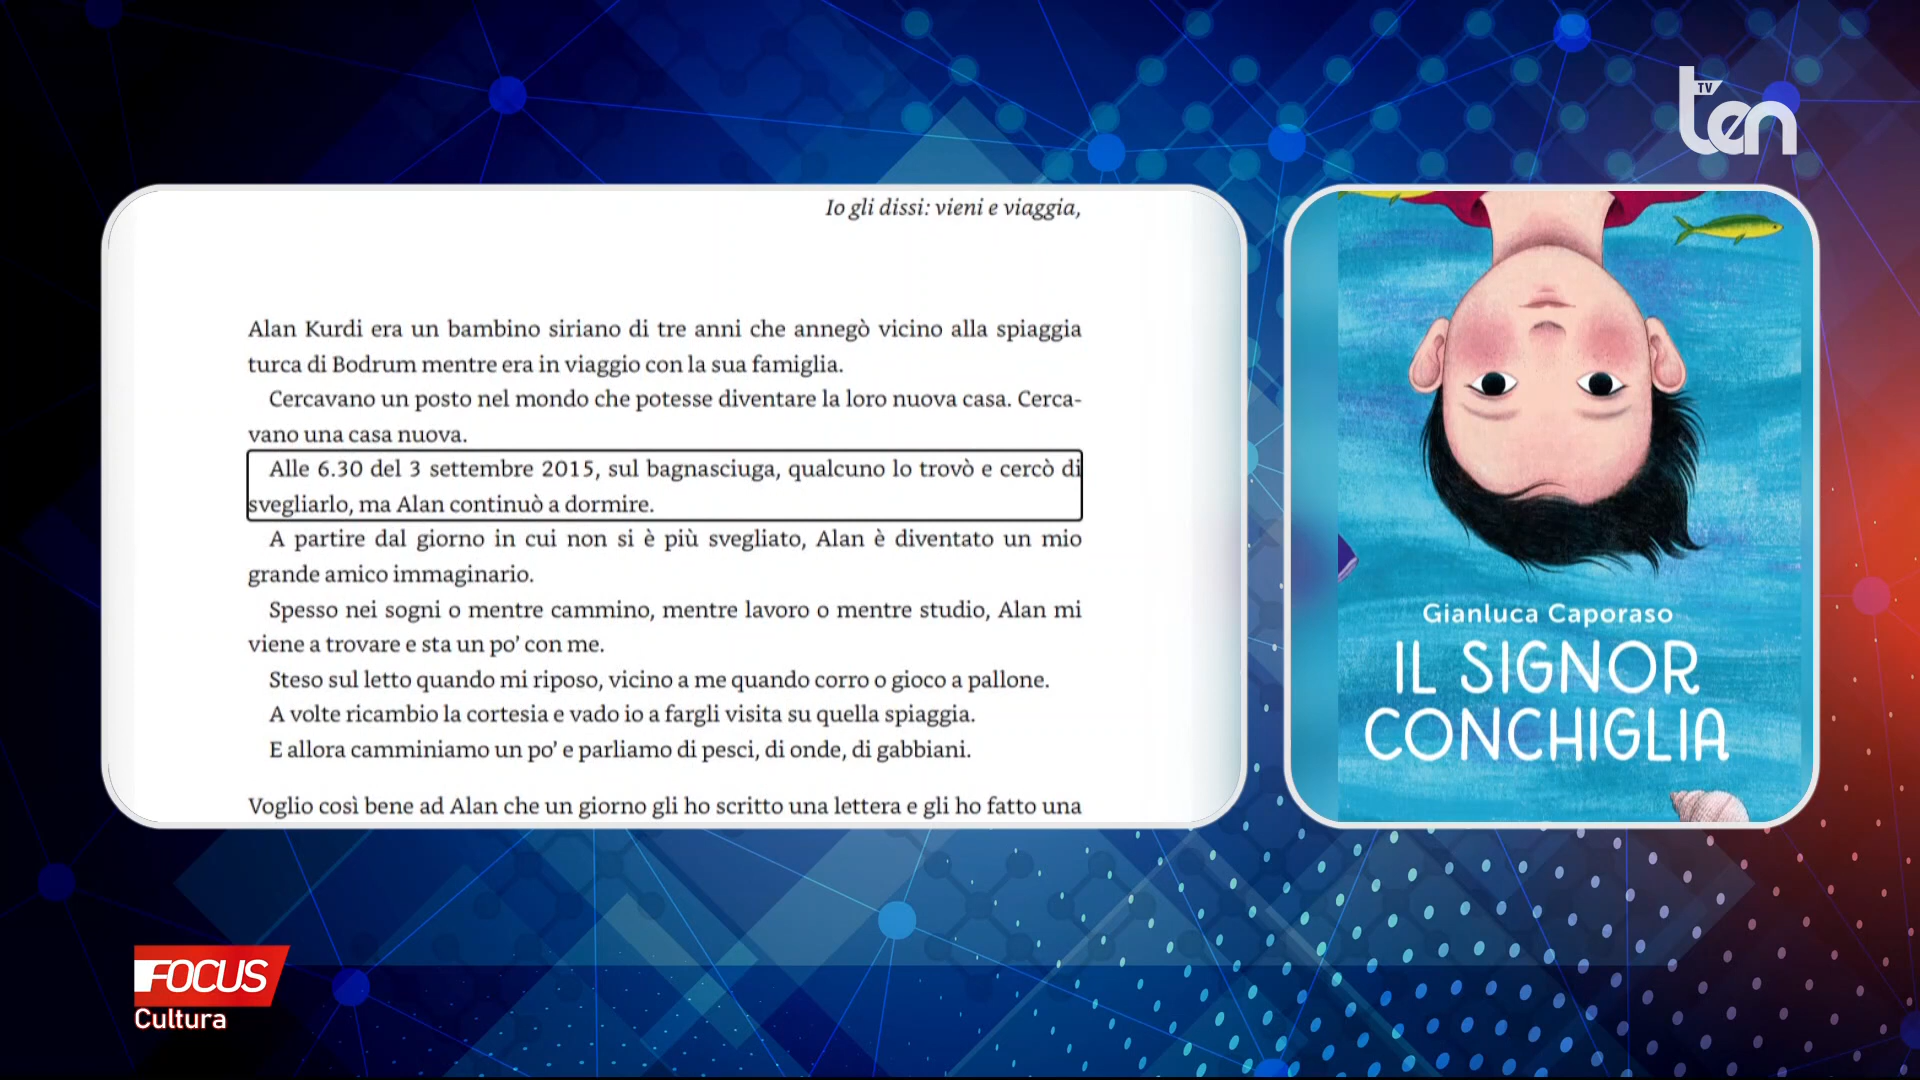 TV
ten
Io gli dissi: vieni e viaggia,
Alan Kurdi era un bambino siriano di tre anni che annegò vicino alla spiaggia
turca di Bodrum mentre era in viaggio con la sua famiglia.
Cercavano un posto nel mondo che potesse diventare la loro nuova casa. Cerca-
vano una casa nuova.
Alle 6.30 del 3 settembre 2015, sul bagnasciuga, qualcuno lo trovò e cercò di
svegliarlo, ma Alan continuò a dormire.
A partire dal giorno in cui non si è più svegliato, Alan è diventato un mio
grande amico immaginario.
Spesso nei sogni o mentre cammino, mentre lavoro o mentre studio, Alan mi
viene a trovare e sta un po’ con me.
Steso sul letto quando mi riposo, vicino a me quando corro o gioco a pallone.
A volte ricambio la cortesia e vado io a fargli visita su quella spiaggia.
E allora camminiamo un po’ e parliamo di pesci, di onde, di gabbiani.
Voglio così bene ad Alan che un giorno gli ho scritto una lettera e gli ho fatto una
Gianluca Caporaso
IL SIGNOR
CONCHIGLIA
FOCUS
Cultura